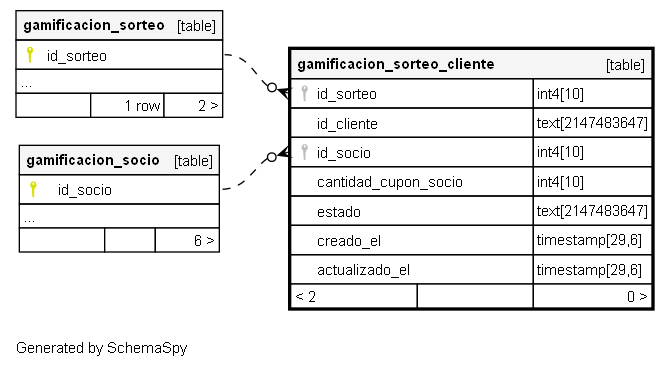 gamificacion_sorteo [table]
id_sorteo
...
1 row 2 >
gamificacion_socio [table]
id_socio
...
6 >
gamificacion_sorteo_cliente [table]
id_sorteo int4[10]
id_cliente text[2147483647]
id_socio int4[10]
cantidad_cupon_socio int4[10]
estado text[2147483647]
creado_el timestamp[29,6]
actualizado_el timestamp[29,6]
< 2 0 >
Generated by SchemaSpy